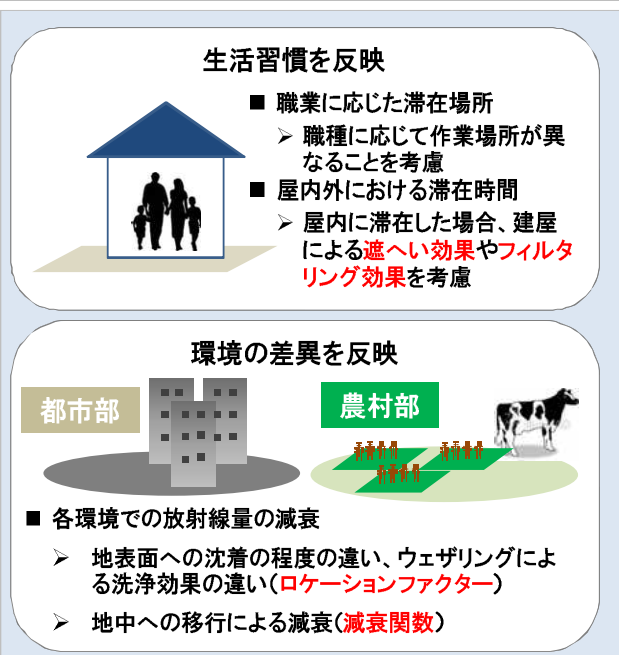 生活習慣を反映
■ 職業に応じた滞在場所
➢ 職種に応じて作業場所が異
なることを考慮
■ 屋内外における滞在時間
➢ 屋内に滞在した場合、建屋
による遮へい効果やフィルタ
リング効果を考慮
環境の差異を反映
都市部
農村部
■ 各環境での放射線量の減衰
➢ 地表面への沈着の程度の違い、ウェザリングによ
る洗浄効果の違い(ロケーションファクター)
➢ 地中への移行による減衰(減衰関数)